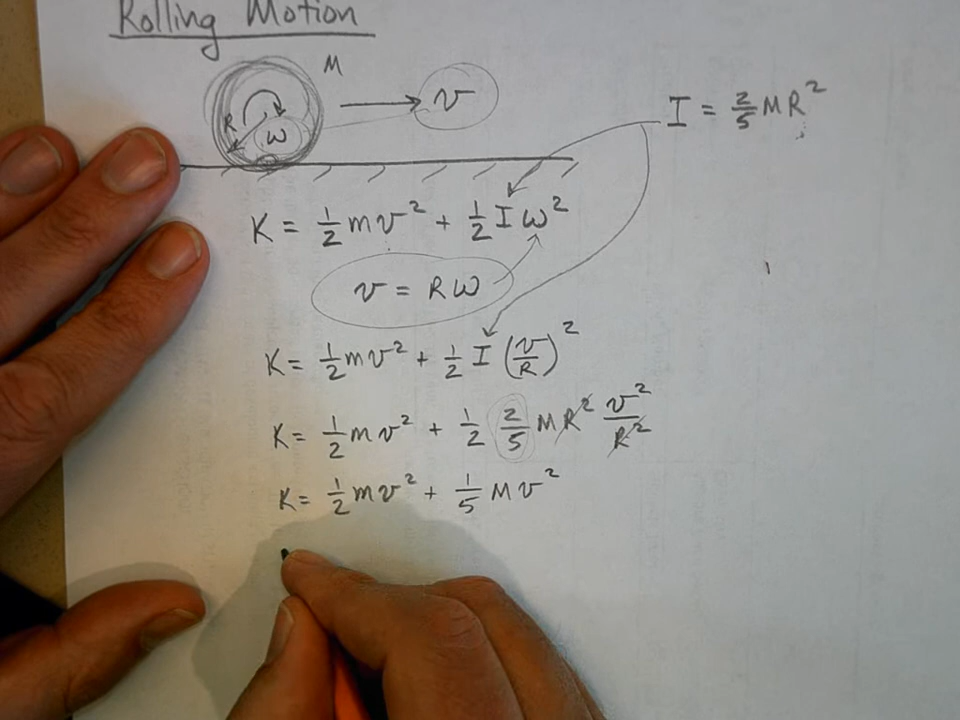 Rolling Motion
M
v
R
ω
I = 2/5 MR²
K = 1/2 mv² + 1/2 Iω²
v = Rω
K = 1/2 mv² + 1/2 I (v/R)²
K = 1/2 mv² + 1/2 2/5 MR² v²/R²
K = 1/2 mv² + 1/5 Mv²